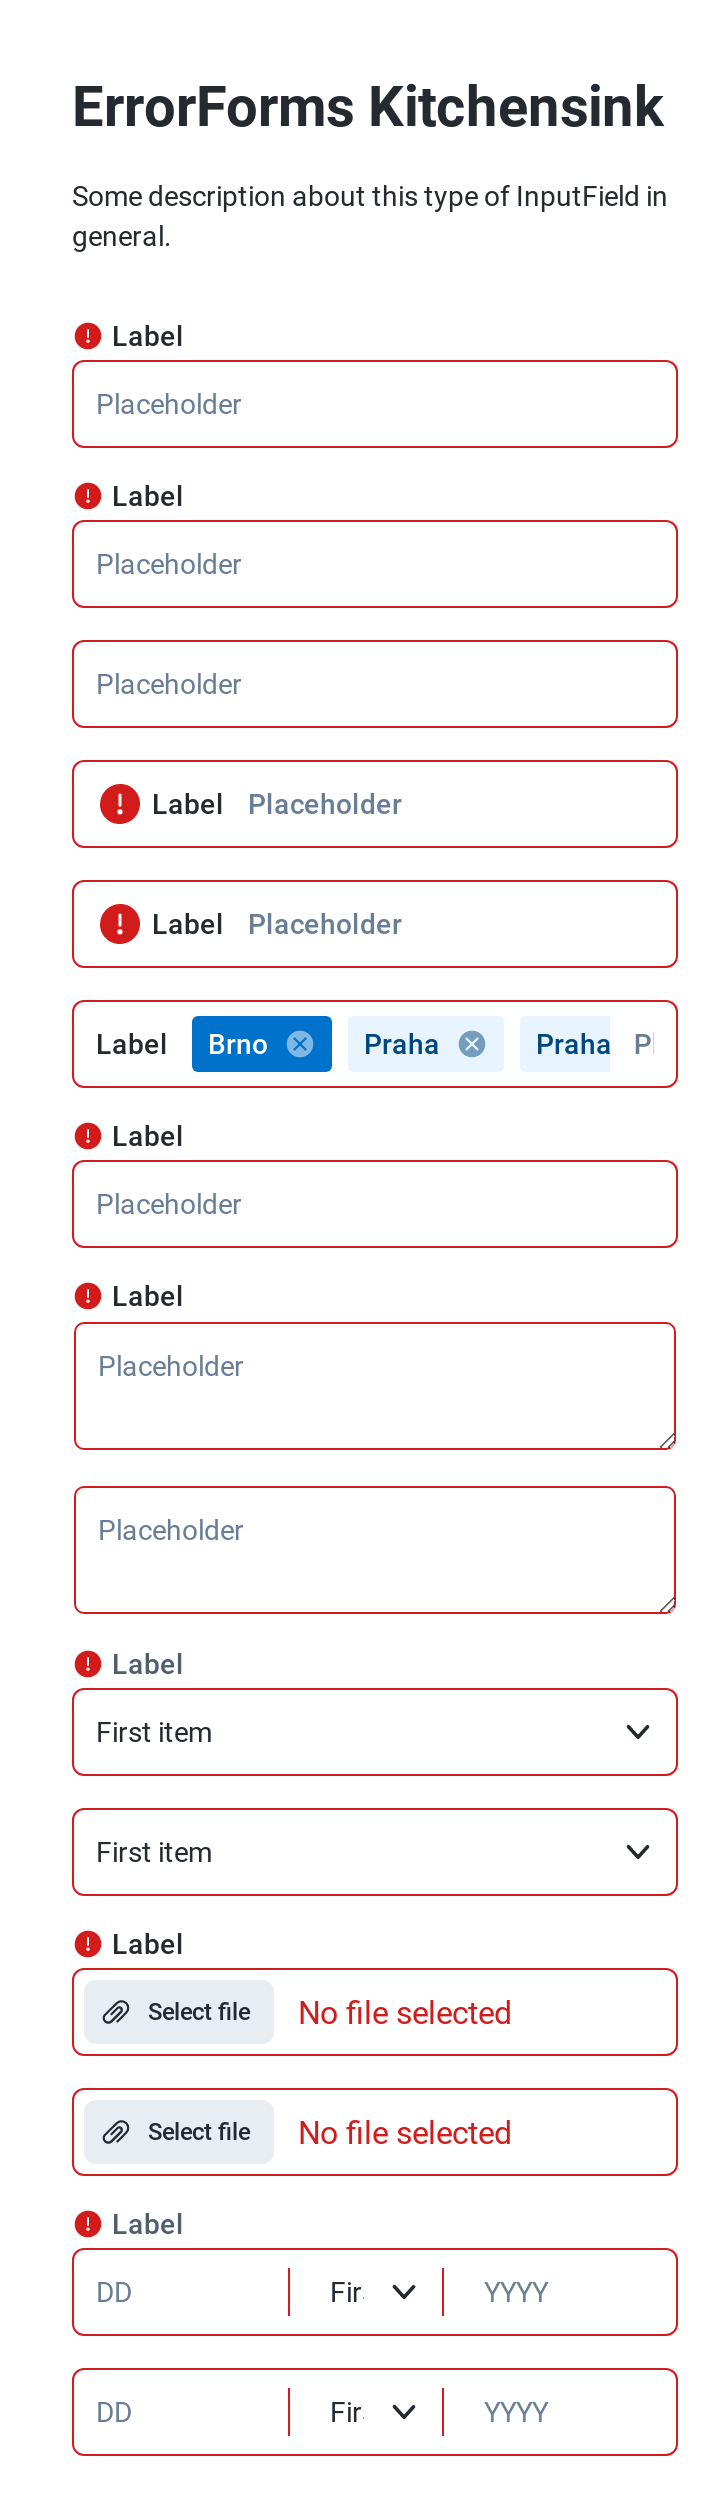 ErrorForms Kitchensink
Some description about this type of InputField in
general.
Label
Placeholder
Label
Placeholder
Placeholder
Label Placeholder
Label Placeholder
Label Brno Praha Praha
Label
Placeholder
Label
Placeholder
Placeholder
Label
First item
First item
Label
Select file No file selected
Select file No file selected
Label
DD Fir YYYY
DD Fir YYYY